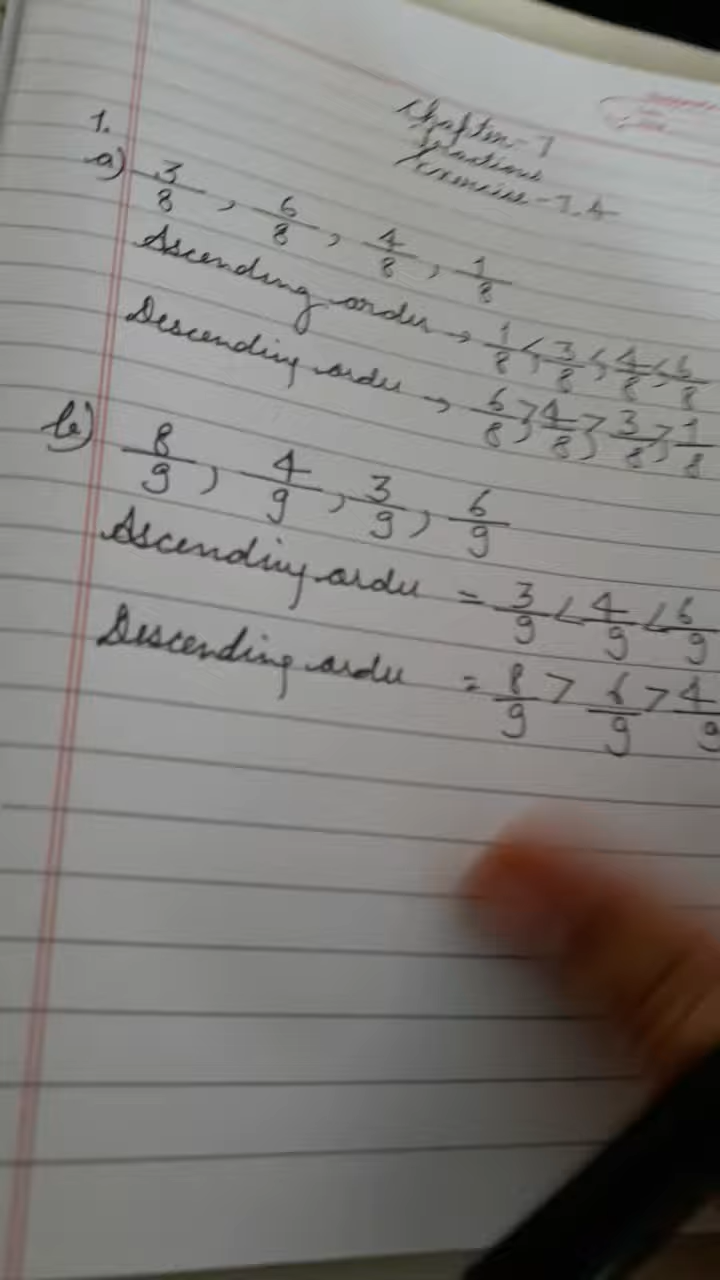 Chapter-7
Fractions
Exercise-7.4
1.
a) 3/8, 6/8, 4/8, 1/8
Ascending order → 1/8 < 3/8 < 4/8 < 6/8
Descending order → 6/8 > 4/8 > 3/8 > 1/8
b) 8/9, 4/9, 3/9, 6/9
Ascending order = 3/9 < 4/9 < 6/9
Descending order = 8/9 > 6/9 > 4/9